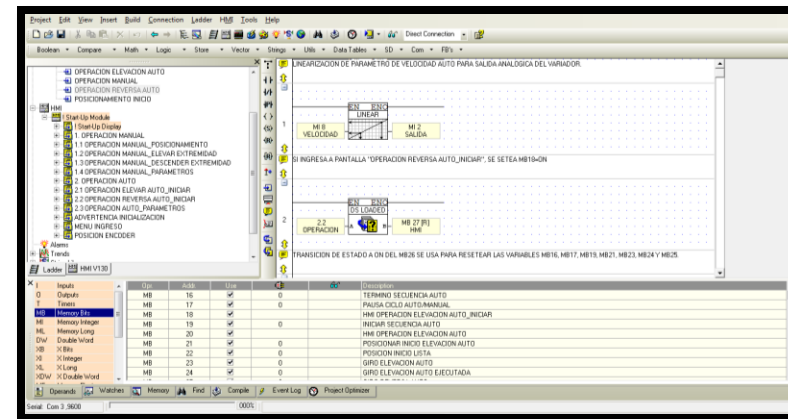 Project Edit View Insert Build Connection Ladder HMI Tools Help
Direct Connection
Boolean Compare Math Logic Store Vector Strings Utils Data Tables SD Com FB's
OPERACION ELEVACION AUTO
OPERACION MANUAL
OPERACION REVERSA AUTO
POSICIONAMIENTO INICIO
HMI
! Start-Up Module
! Start-Up Display
1. OPERACION MANUAL
1.1 OPERACION MANUAL_POSICIONAMIENTO
1.2 OPERACION MANUAL_ELEVAR EXTREMIDAD
1.3 OPERACION MANUAL_DESCENDER EXTREMIDAD
1.4 OPERACION MANUAL_PARAMETROS
2. OPERACION AUTO
2.1 OPERACION ELEVAR AUTO_INICIAR
2.2 OPERACION REVERSA AUTO_INICIAR
2.3 OPERACION AUTO_PARAMETROS
ADVERTENCIA INICIALIZACION
MENU INGRESO
POSICION ENCODER
Alarms
Trends
Ladder HMI V130
LINEARIZACION DE PARAMETRO DE VELOCIDAD AUTO PARA SALIDA ANALOGICA DEL VARIADOR.
EN ENO
LINEAR
1
MI 8 MI 2
VELOCIDAD SALIDA
SI INGRESA A PANTALLA "OPERACION REVERSA AUTO_INICIAR", SE SETEA MB18=ON
EN ENO
DS LOADED
2
2.2 A B MB 27 [R]
OPERACION HMI
TRANSICION DE ESTADO A ON DEL MB26 SE USA PARA RESETEAR LAS VARIABLES MB16, MB17, MB19, MB21, MB23, MB24 Y MB25.
I Inputs
O Outputs
T Timers
MB Memory Bits
MI Memory Integer
ML Memory Long
DW Double Word
XB X Bits
XI X Integer
XL X Long
XDW X Double Word
Opr. Addr. Use Description
MB 16 0 TERMINO SECUENCIA AUTO
MB 17 0 PAUSA CICLO AUTO/MANUAL
MB 18 HMI OPERACION ELEVACION AUTO_INICIAR
MB 19 0 INICIAR SECUENCIA AUTO
MB 20 HMI OPERACION ELEVACION AUTO
MB 21 0 POSICIONAR INICIO ELEVACION AUTO
MB 22 0 POSICION INICIO LISTA
MB 23 0 GIRO ELEVACION AUTO
MB 24 0 GIRO ELEVACION AUTO EJECUTADA
Operands Watches Memory Find Compile Event Log Project Optimizer
Serial: Com 3 ,9600 000%